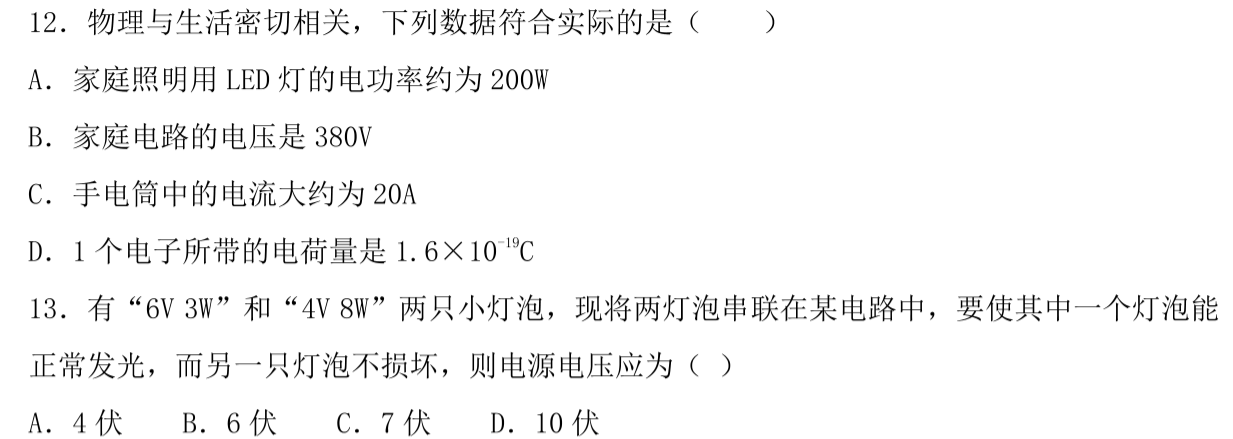 12．物理与生活密切相关，下列数据符合实际的是（　　）
A．家庭照明用 LED 灯的电功率约为 200W
B．家庭电路的电压是 380V
C．手电筒中的电流大约为 20A
D．1 个电子所带的电荷量是 1.6×10⁻¹⁹C
13．有“6V 3W”和“4V 8W”两只小灯泡，现将两灯泡串联在某电路中，要使其中一个灯泡能
正常发光，而另一只灯泡不损坏，则电源电压应为（ ）
A．4 伏　　B．6 伏　　C．7 伏　　D．10 伏